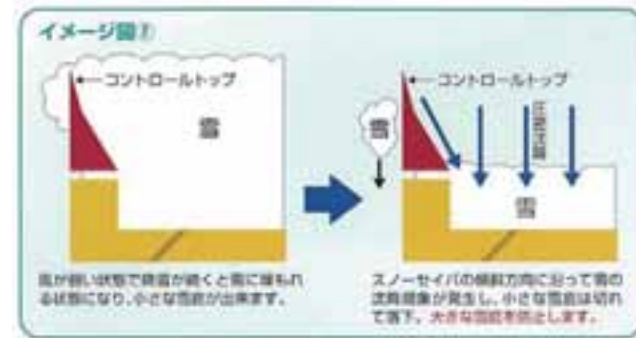 イメージ図⑦
コントロールトップ
雪
風が弱い状態で降雪が続くと雪に埋もれ
る状態になり、小さな雪庇が出来ます。
コントロールトップ
雪
雪
スノーセイバの傾斜方向に沿って雪の
沈降現象が発生し、小さな雪庇は切れ
て落下。大きな雪庇を防止します。